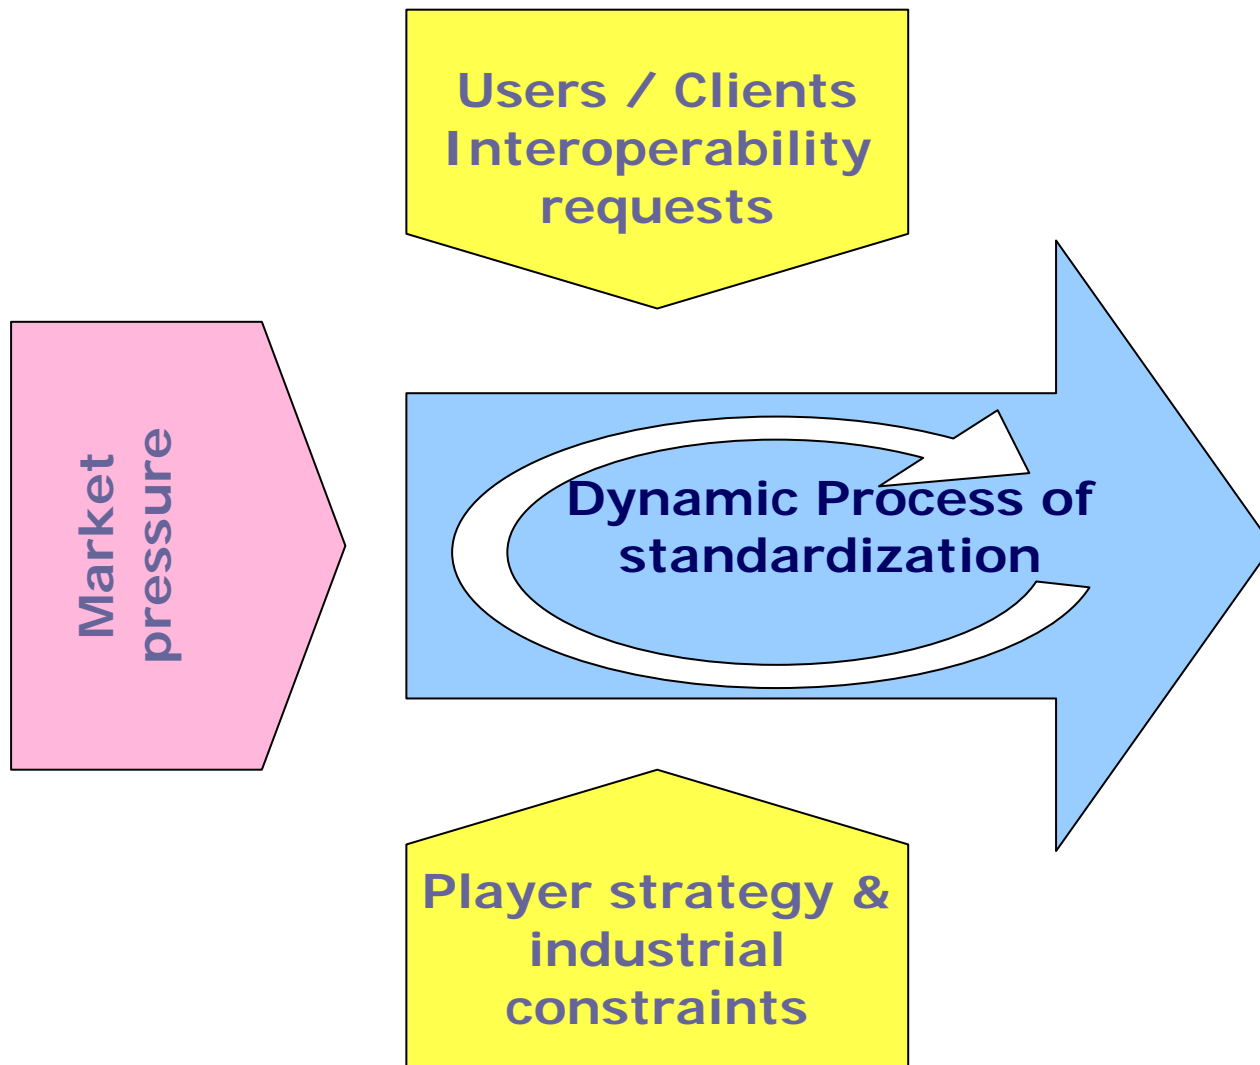 Users / Clients
Interoperability
requests
Market
pressure
Dynamic Process of
standardization
Player strategy &
industrial
constraints